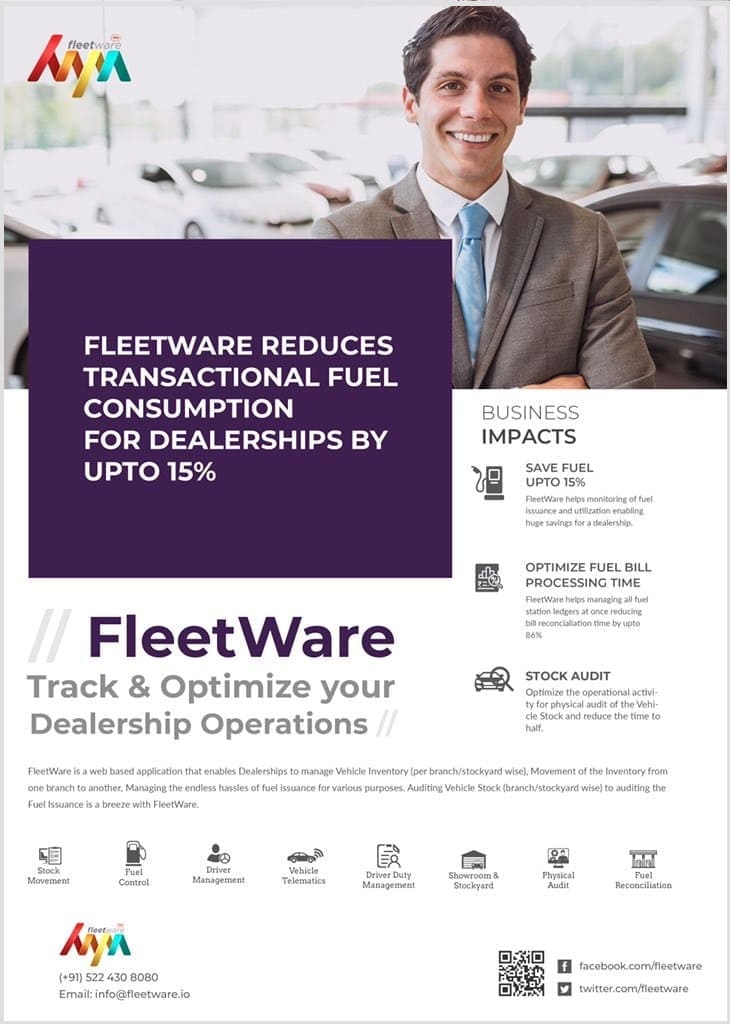 fleetware
FLEETWARE REDUCES
TRANSACTIONAL FUEL
CONSUMPTION
FOR DEALERSHIPS BY
UPTO 15%
BUSINESS
IMPACTS
SAVE FUEL
UPTO 15%
FleetWare helps monitoring of fuel
issuance and utilization enabling
huge savings for a dealership.
OPTIMIZE FUEL BILL
PROCESSING TIME
FleetWare helps managing all fuel
station ledgers at once reducing
bill reconcialiation time by upto
86%
STOCK AUDIT
Optimize the operational activi-
ty for physical audit of the Vehi-
cle Stock and reduce the time to
half.
// FleetWare
Track & Optimize your
Dealership Operations //
FleetWare is a web based application that enables Dealerships to manage Vehicle Inventory (per branch/stockyard wise), Movement of the Inventory from
one branch to another, Managing the endless hassles of fuel issuance for various purposes. Auditing Vehicle Stock (branch/stockyard wise) to auditing the
Fuel Issuance is a breeze with FleetWare.
Stock
Movement
Fuel
Control
Driver
Management
Vehicle
Telematics
Driver Duty
Management
Showroom &
Stockyard
Physical
Audit
Fuel
Reconciliation
fleetware
(+91) 522 430 8080
Email: info@fleetware.io
facebook.com/fleetware
twitter.com/fleetware